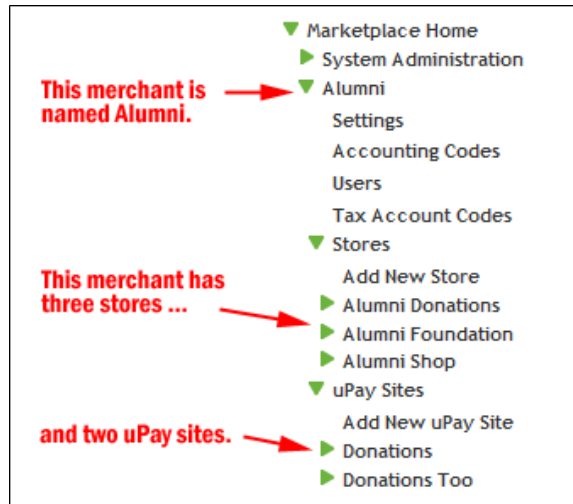 Marketplace Home
System Administration
This merchant is
named Alumni.
Alumni
Settings
Accounting Codes
Users
Tax Account Codes
Stores
Add New Store
This merchant has
three stores ...
Alumni Donations
Alumni Foundation
Alumni Shop
uPay Sites
Add New uPay Site
and two uPay sites.
Donations
Donations Too